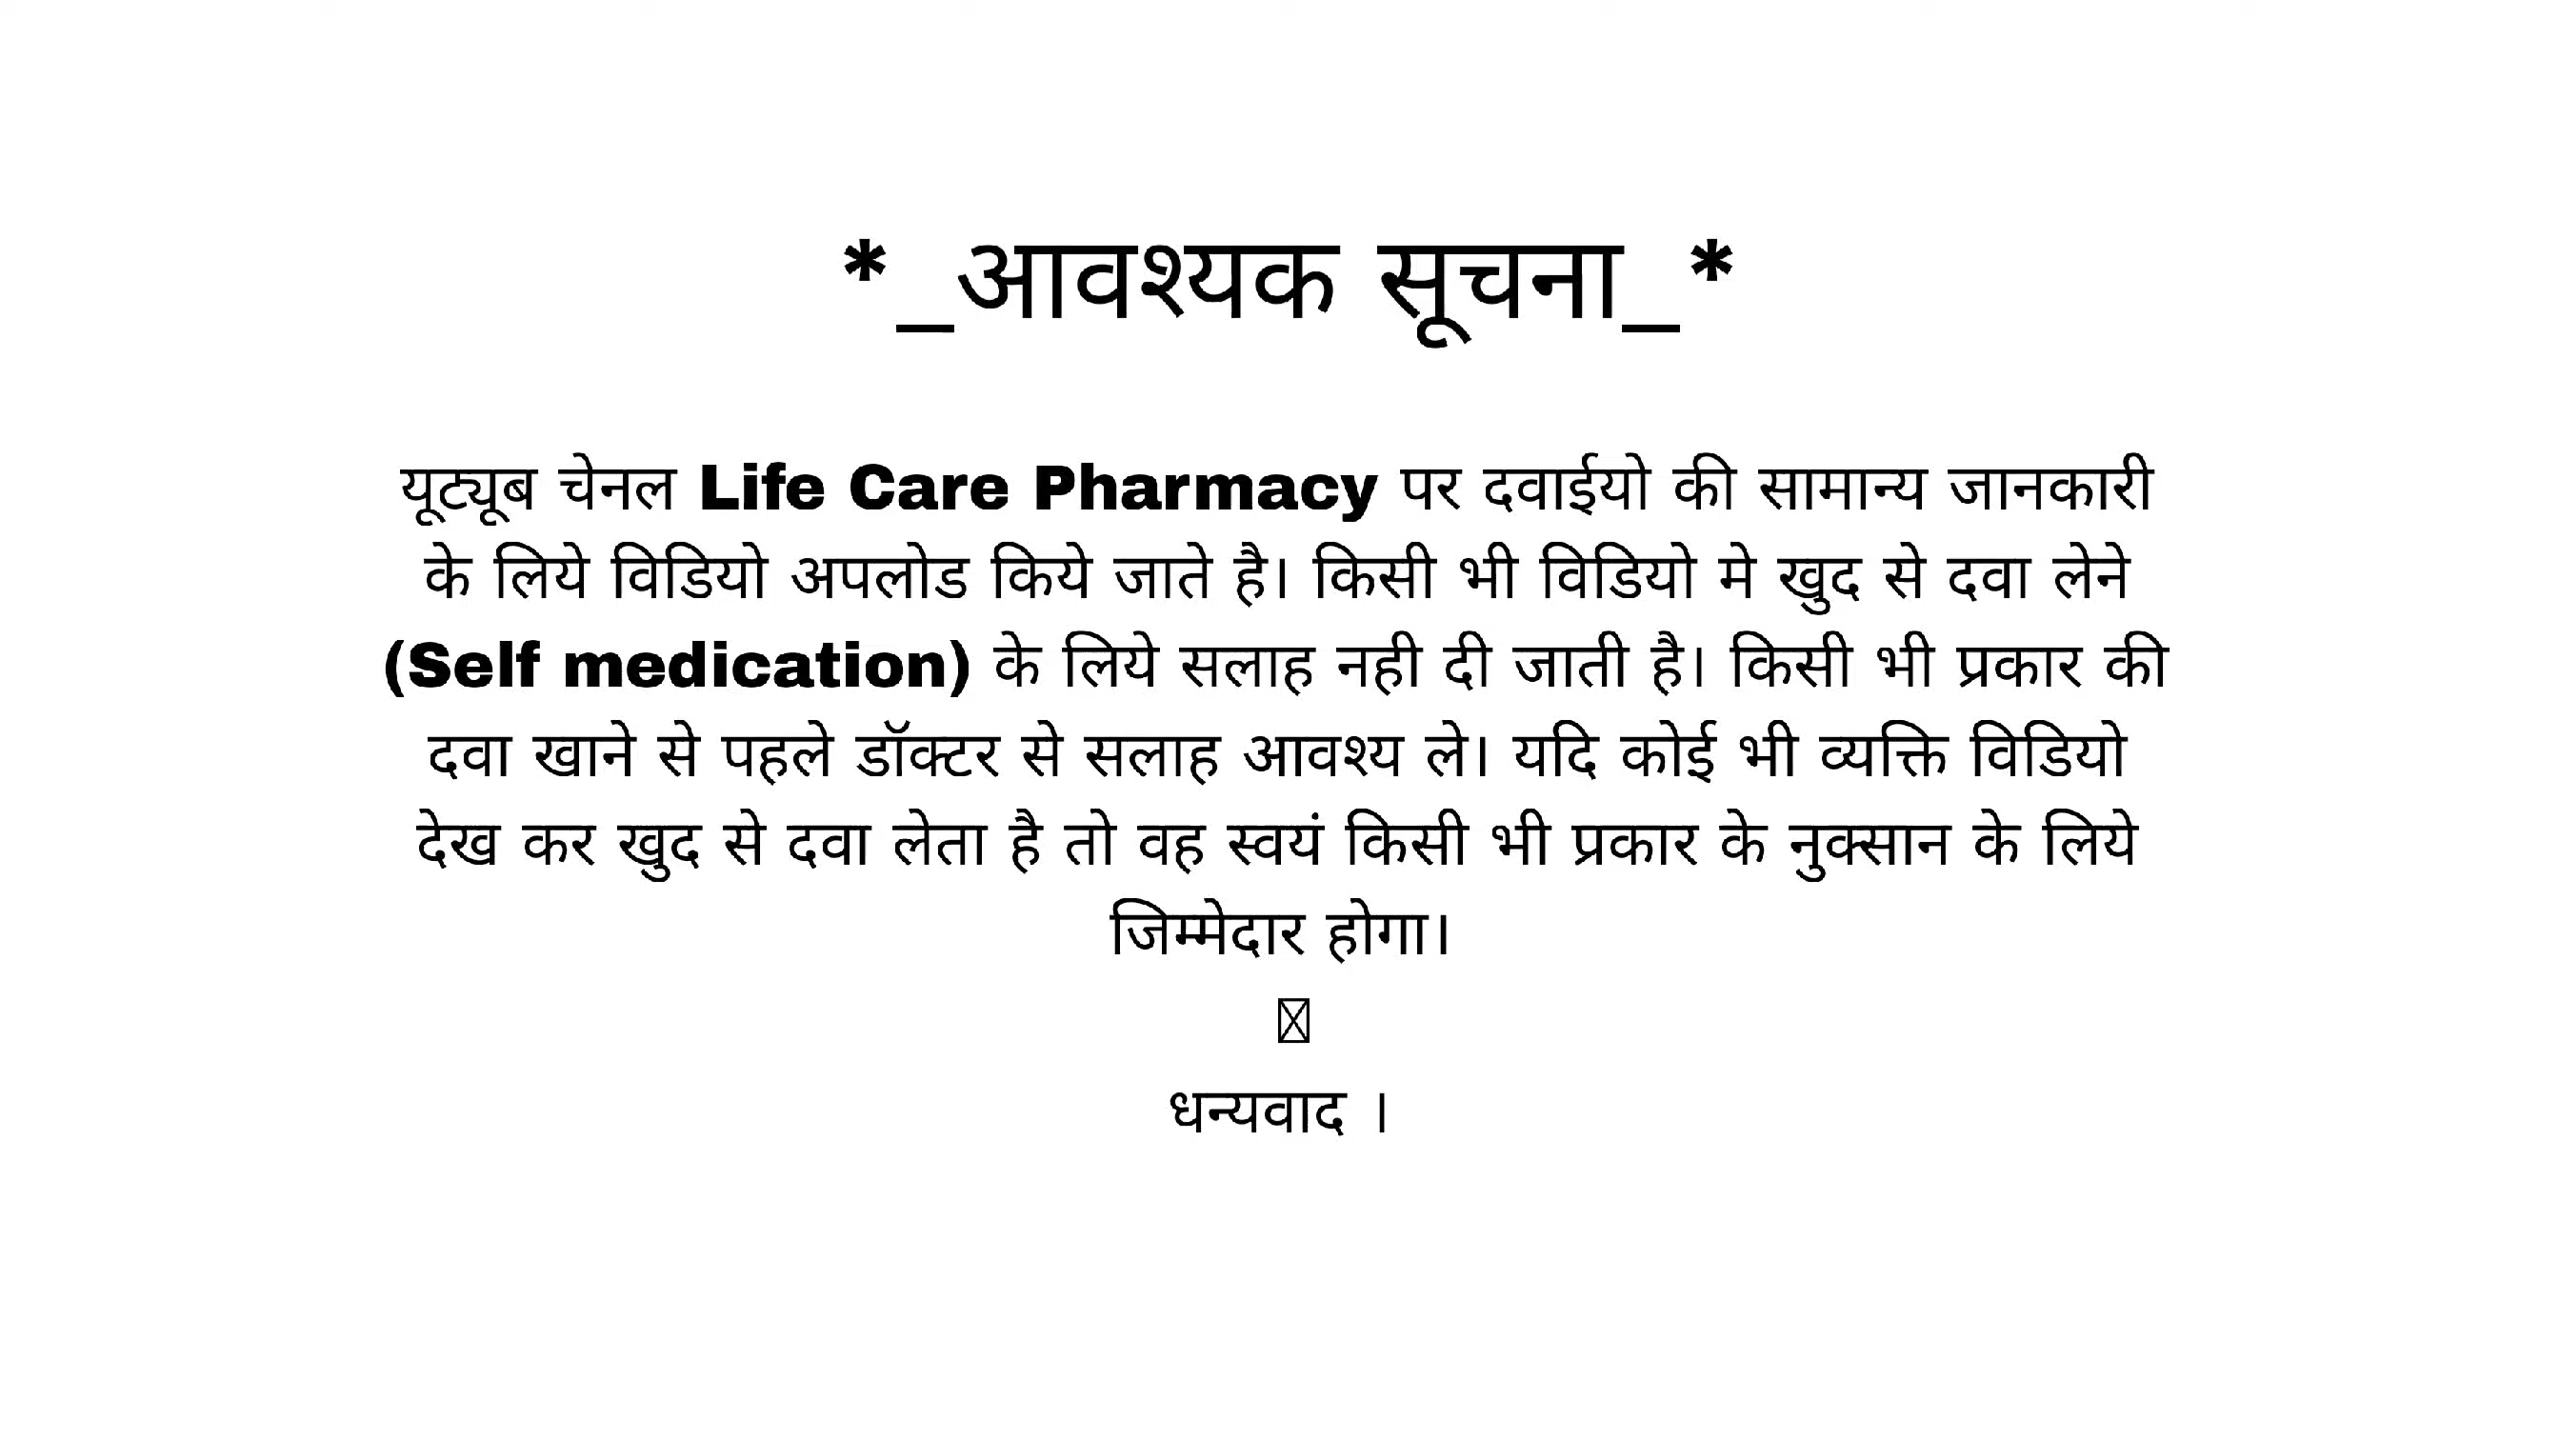 *_आवश्यक सूचना_*
यूट्यूब चेनल Life Care Pharmacy पर दवाईयो की सामान्य जानकारी
के लिये विडियो अपलोड किये जाते है। किसी भी विडियो मे खुद से दवा लेने
(Self medication) के लिये सलाह नही दी जाती है। किसी भी प्रकार की
दवा खाने से पहले डॉक्टर से सलाह आवश्य ले। यदि कोई भी व्यक्ति विडियो
देख कर खुद से दवा लेता है तो वह स्वयं किसी भी प्रकार के नुक्सान के लिये
जिम्मेदार होगा।
धन्यवाद ।